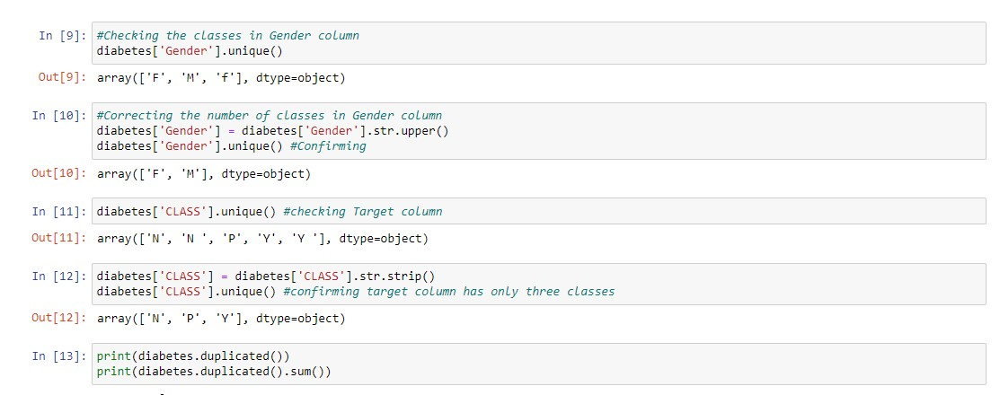 In [9]: #Checking the classes in Gender column
diabetes['Gender'].unique()
Out[9]: array(['F', 'M', 'f'], dtype=object)
In [10]: #Correcting the number of classes in Gender column
diabetes['Gender'] = diabetes['Gender'].str.upper()
diabetes['Gender'].unique() #Confirming
Out[10]: array(['F', 'M'], dtype=object)
In [11]: diabetes['CLASS'].unique() #checking Target column
Out[11]: array(['N', 'N ', 'P', 'Y', 'Y '], dtype=object)
In [12]: diabetes['CLASS'] = diabetes['CLASS'].str.strip()
diabetes['CLASS'].unique() #confirming target column has only three classes
Out[12]: array(['N', 'P', 'Y'], dtype=object)
In [13]: print(diabetes.duplicated())
print(diabetes.duplicated().sum())